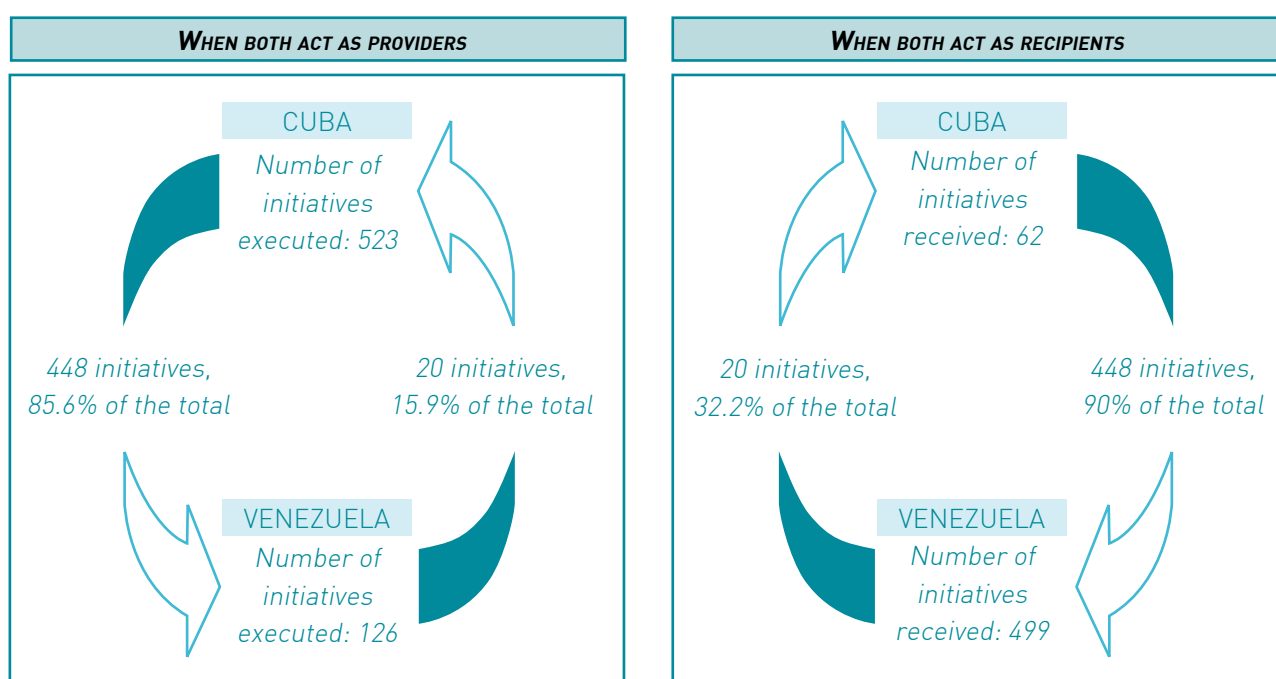 WHEN BOTH ACT AS PROVIDERS
CUBA
Number of
initiatives
executed: 523
448 initiatives,
85.6% of the total
20 initiatives,
15.9% of the total
VENEZUELA
Number of
initiatives
executed: 126
WHEN BOTH ACT AS RECIPIENTS
CUBA
Number of
initiatives
received: 62
20 initiatives,
32.2% of the total
448 initiatives,
90% of the total
VENEZUELA
Number of
initiatives
received: 499